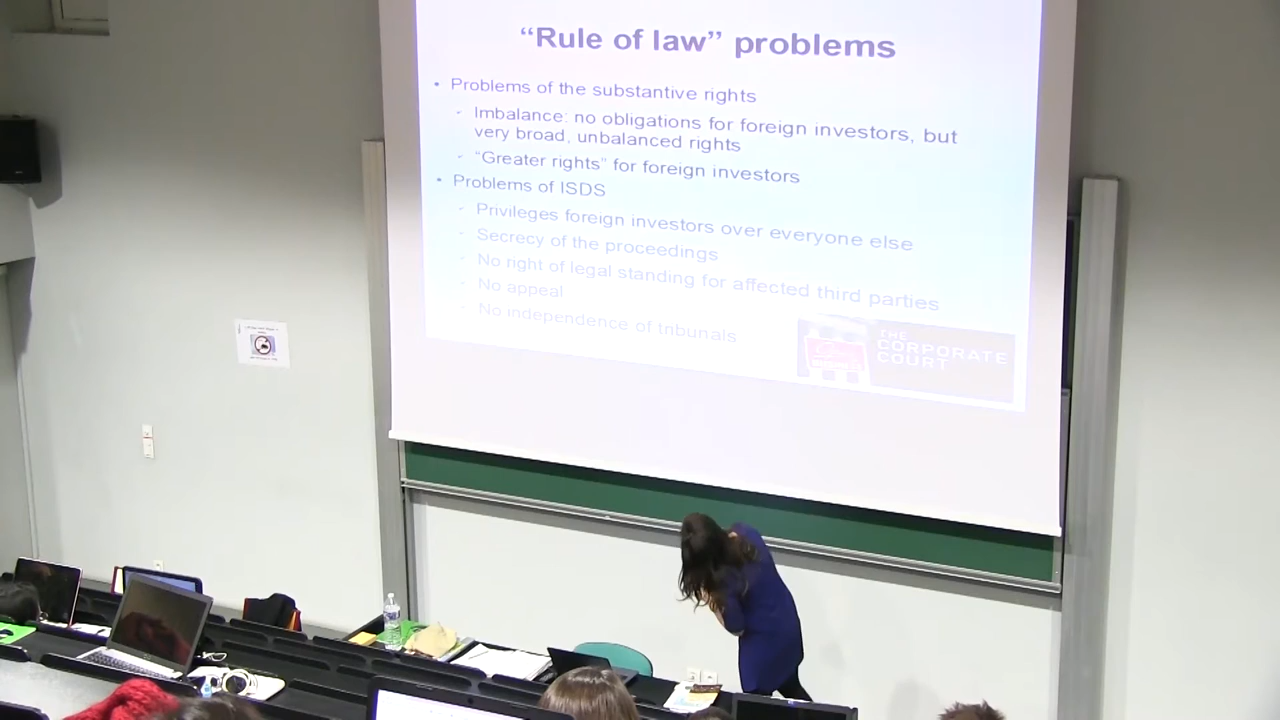 “Rule of law” problems
• Problems of the substantive rights
- Imbalance: no obligations for foreign investors, but
very broad, unbalanced rights
- “Greater rights” for foreign investors
• Problems of ISDS
- Privileges foreign investors over everyone else
- Secrecy of the proceedings
- No right of legal standing for affected third parties
- No appeal
- No independence of tribunals
THE
CORPORATE
COURT